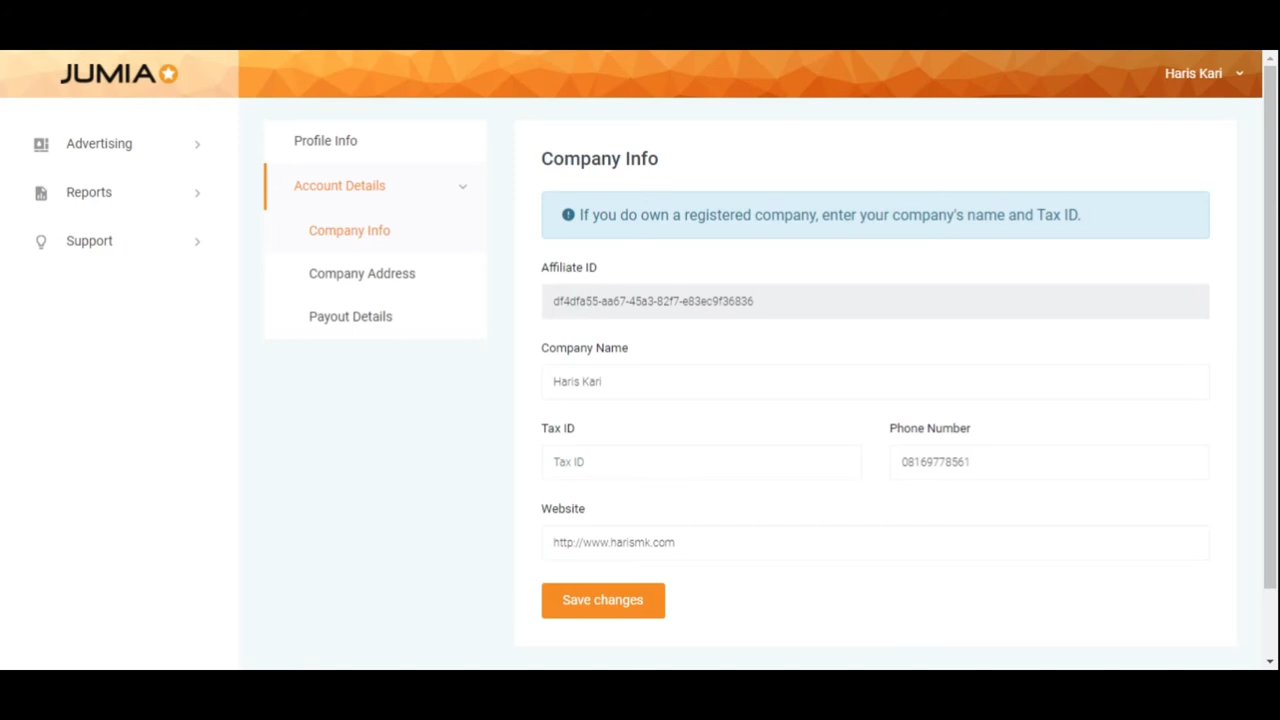 JUMIA
Haris Kari
Advertising
Reports
Support
Profile Info
Account Details
Company Info
Company Address
Payout Details
Company Info
If you do own a registered company, enter your company's name and Tax ID.
Affiliate ID
df4dfa55-aa67-45a3-82f7-e83ec9f36836
Company Name
Haris Kari
Tax ID
Phone Number
Tax ID
08169778561
Website
http://www.harismk.com
Save changes